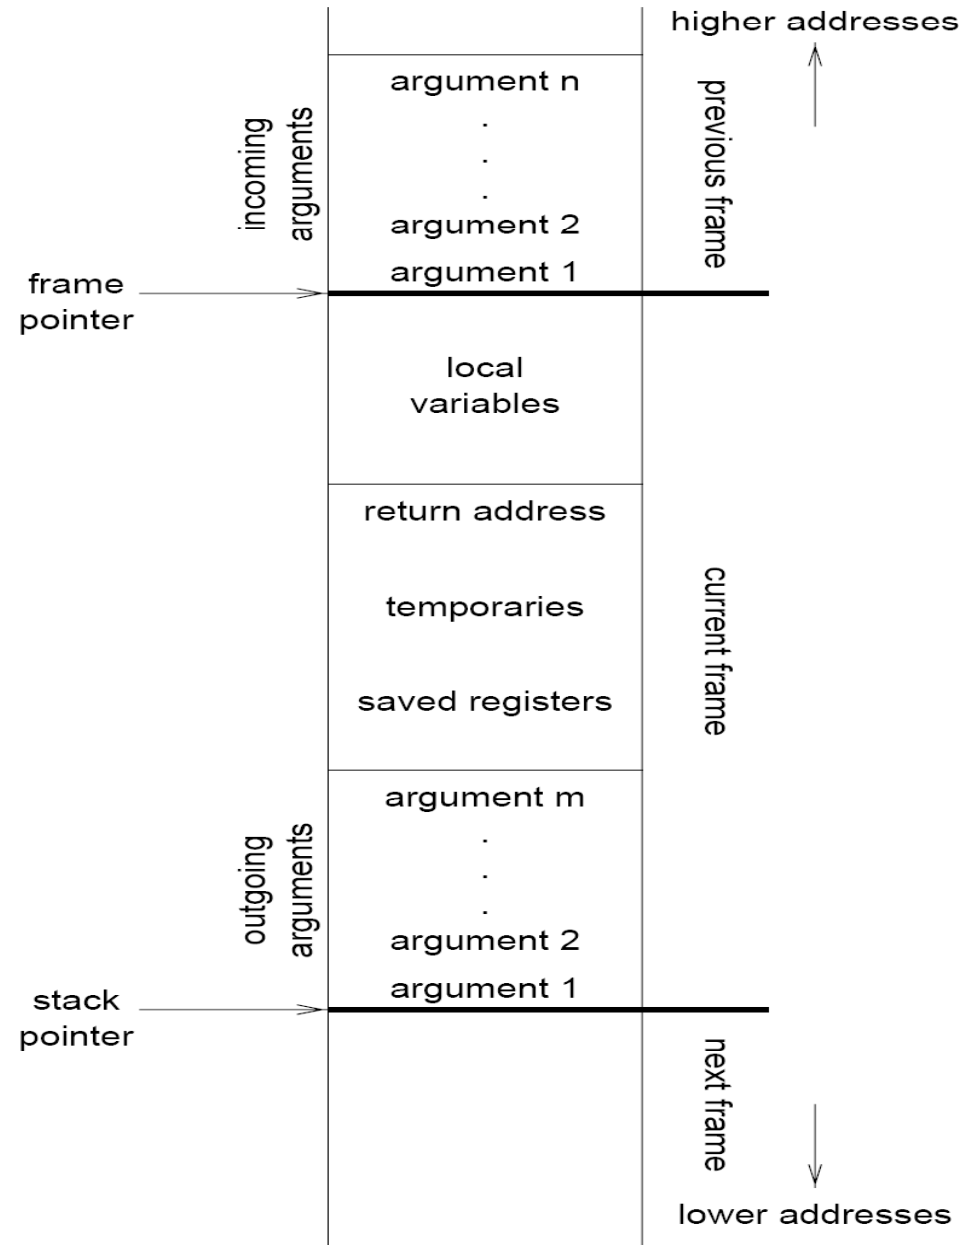 higher addresses
argument n
.
.
.
argument 2
argument 1
incoming
arguments
previous frame
frame
pointer
local
variables
return address
temporaries
saved registers
current frame
argument m
.
.
.
argument 2
argument 1
outgoing
arguments
stack
pointer
next frame
lower addresses